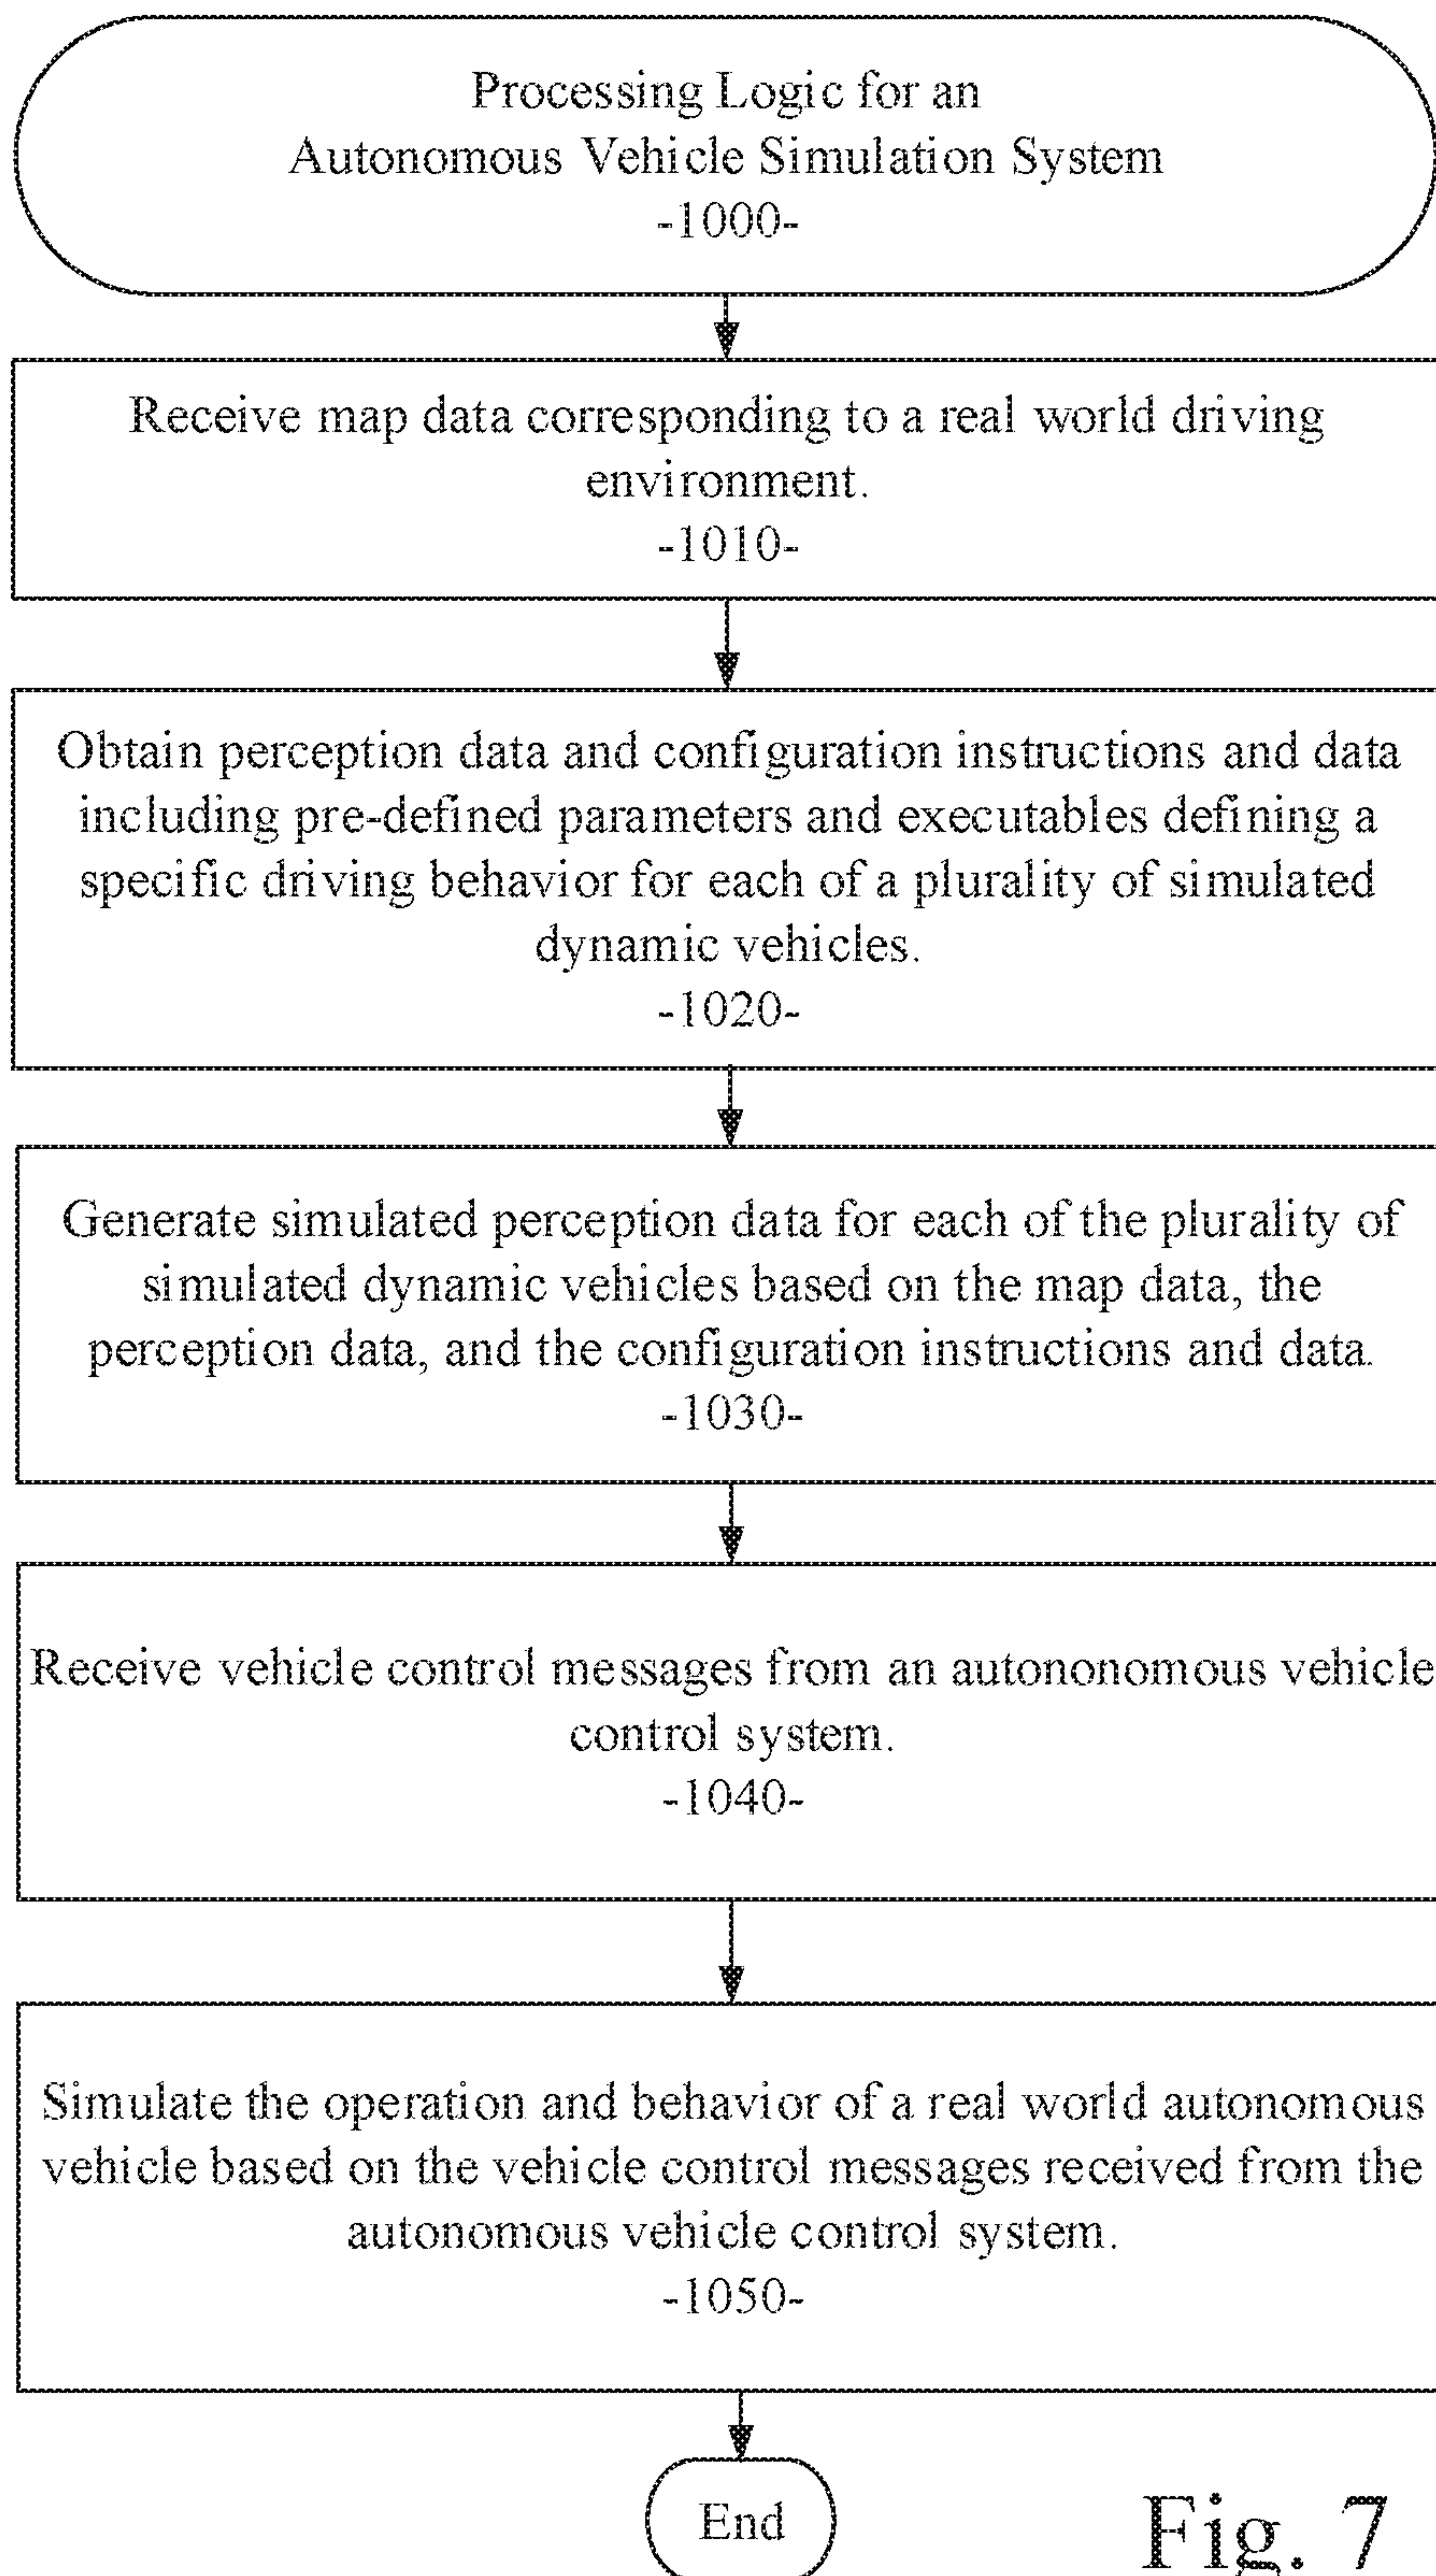 Processing Logic for an
Autonomous Vehicle Simulation System
-1000-
Receive map data corresponding to a real world driving
environment.
-1010-
Obtain perception data and configuration instructions and data
including pre-defined parameters and executables defining a
specific driving behavior for each of a plurality of simulated
dynamic vehicles.
-1020-
Generate simulated perception data for each of the plurality of
simulated dynamic vehicles based on the map data, the
perception data, and the configuration instructions and data.
-1030-
Receive vehicle control messages from an autononomous vehicle
control system.
-1040-
Simulate the operation and behavior of a real world autonomous
vehicle based on the vehicle control messages received from the
autonomous vehicle control system.
-1050-
End
Fig. 7